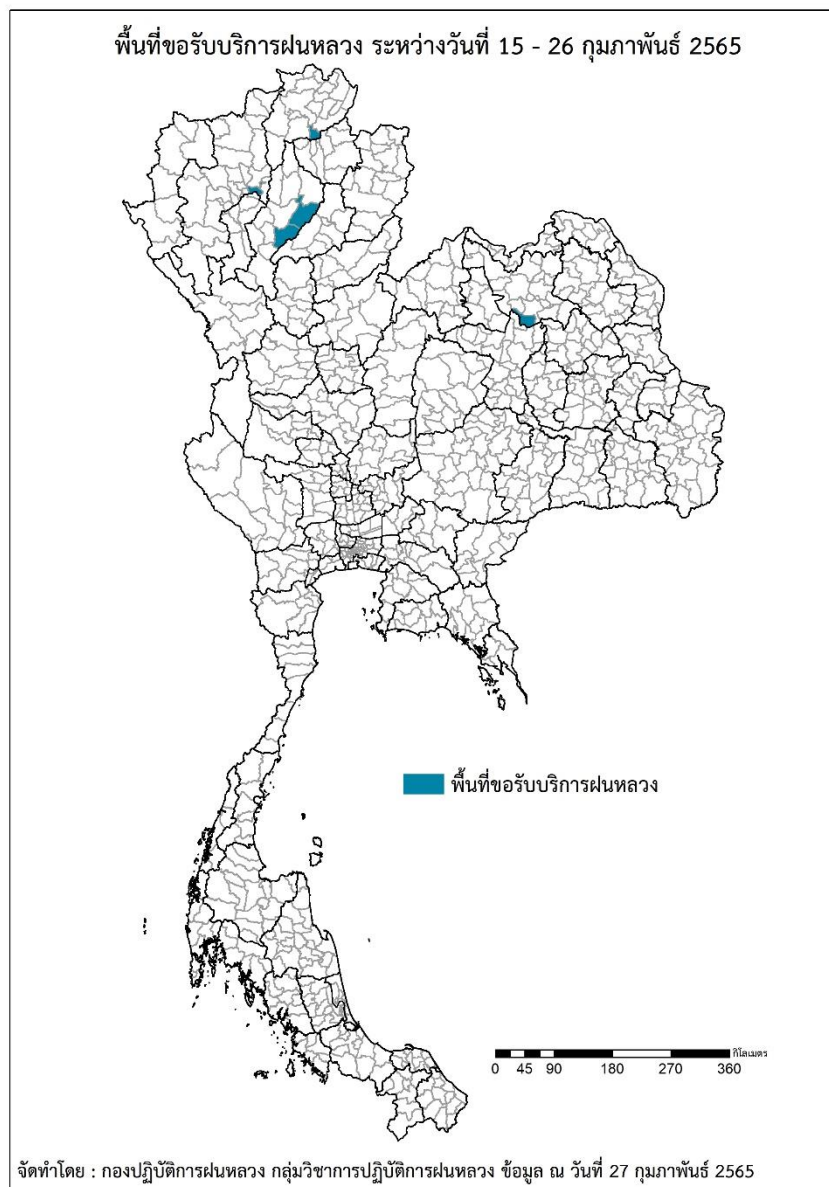 พื้นที่ขอรับบริการฝนหลวง ระหว่างวันที่ 15 - 26 กุมภาพันธ์ 2565
พื้นที่ขอรับบริการฝนหลวง
กิโลเมตร
0 45 90 180 270 360
จัดทำโดย : กองปฏิบัติการฝนหลวง กลุ่มวิชาการปฏิบัติการฝนหลวง ข้อมูล ณ วันที่ 27 กุมภาพันธ์ 2565